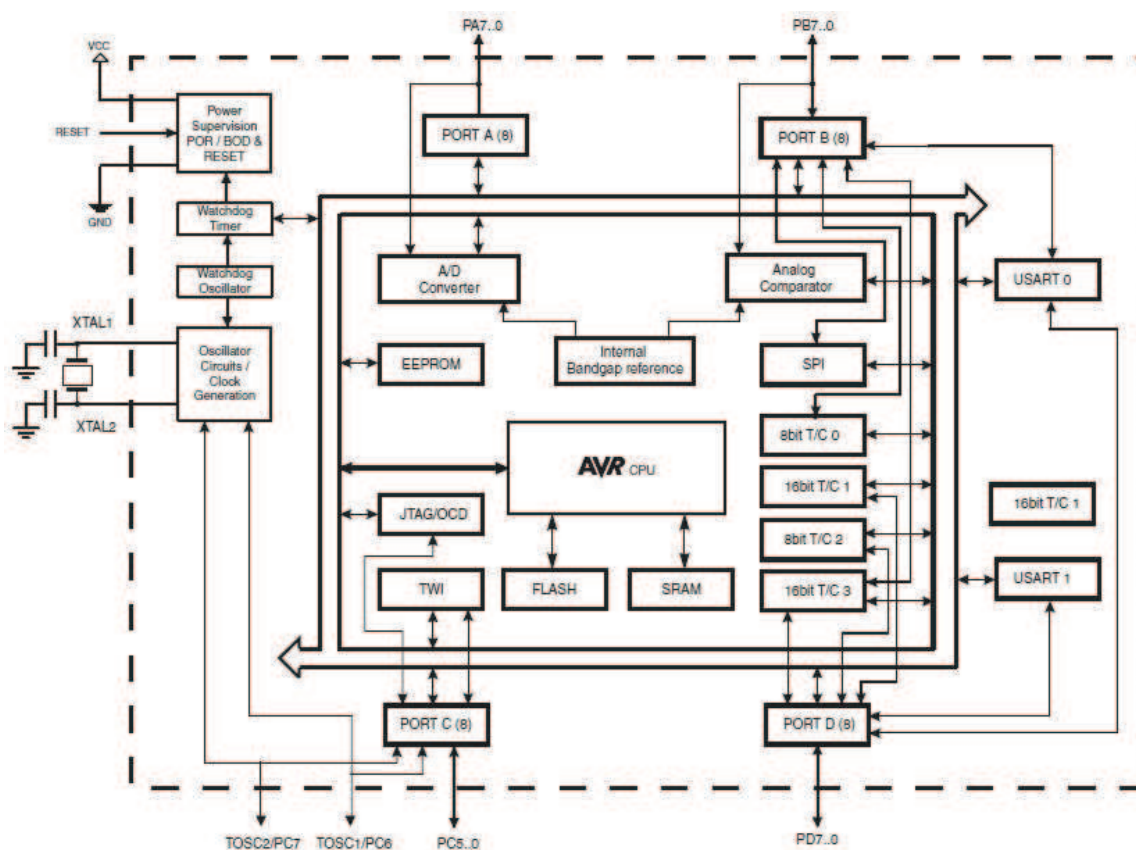 PA7..0
PB7..0
VCC
Power
Supervision
POR / BOD &
RESET
RESET
PORT A (8)
PORT B (8)
GND
Watchdog
Timer
Watchdog
Oscillator
A/D
Converter
Analog
Comparator
USART 0
XTAL1
Oscillator
Circuits /
Clock
Generation
XTAL2
EEPROM
Internal
Bandgap reference
SPI
8bit T/C 0
AVR CPU
16bit T/C 1
16bit T/C 1
JTAG/OCD
8bit T/C 2
TWI
FLASH
SRAM
16bit T/C 3
USART 1
PORT C (8)
PORT D (8)
TOSC2/PC7
TOSC1/PC6
PC5..0
PD7..0